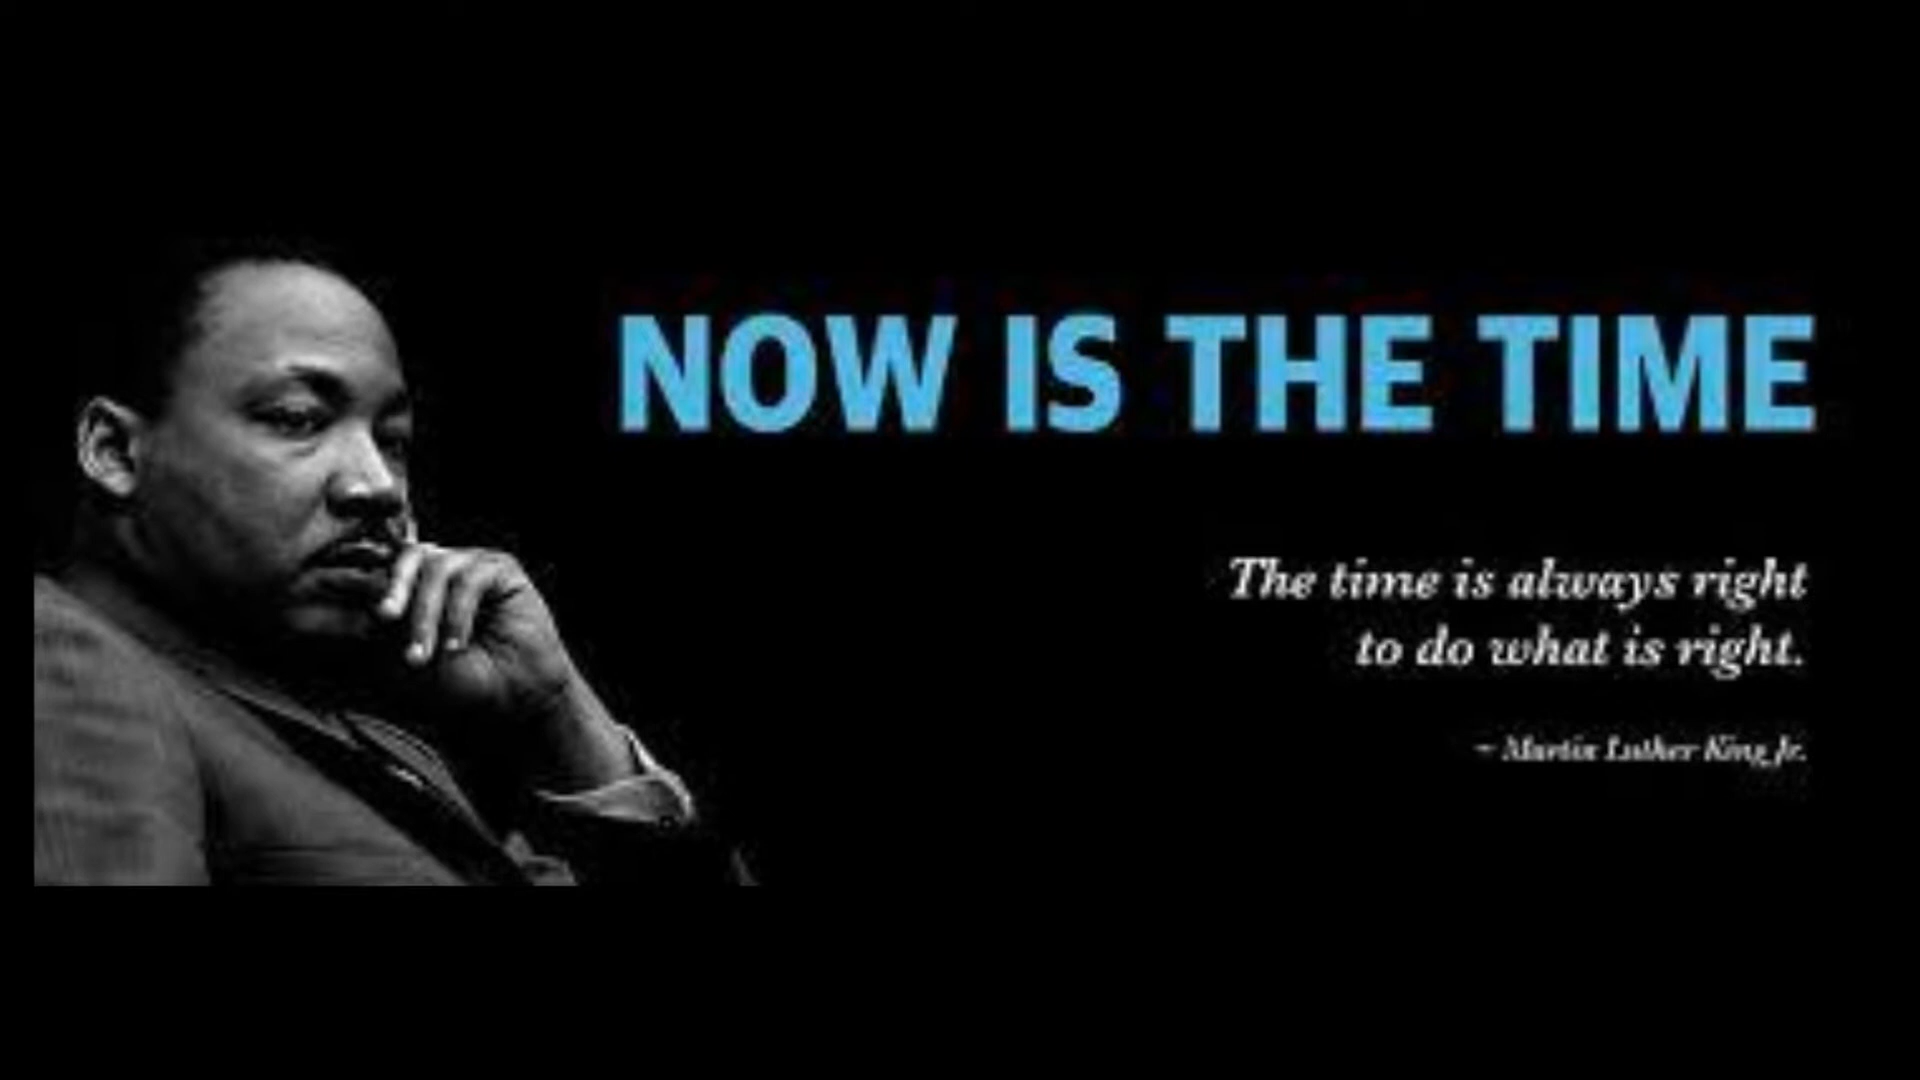 NOW IS THE TIME
The time is always right
to do what is right.
~ Martin Luther King Jr.